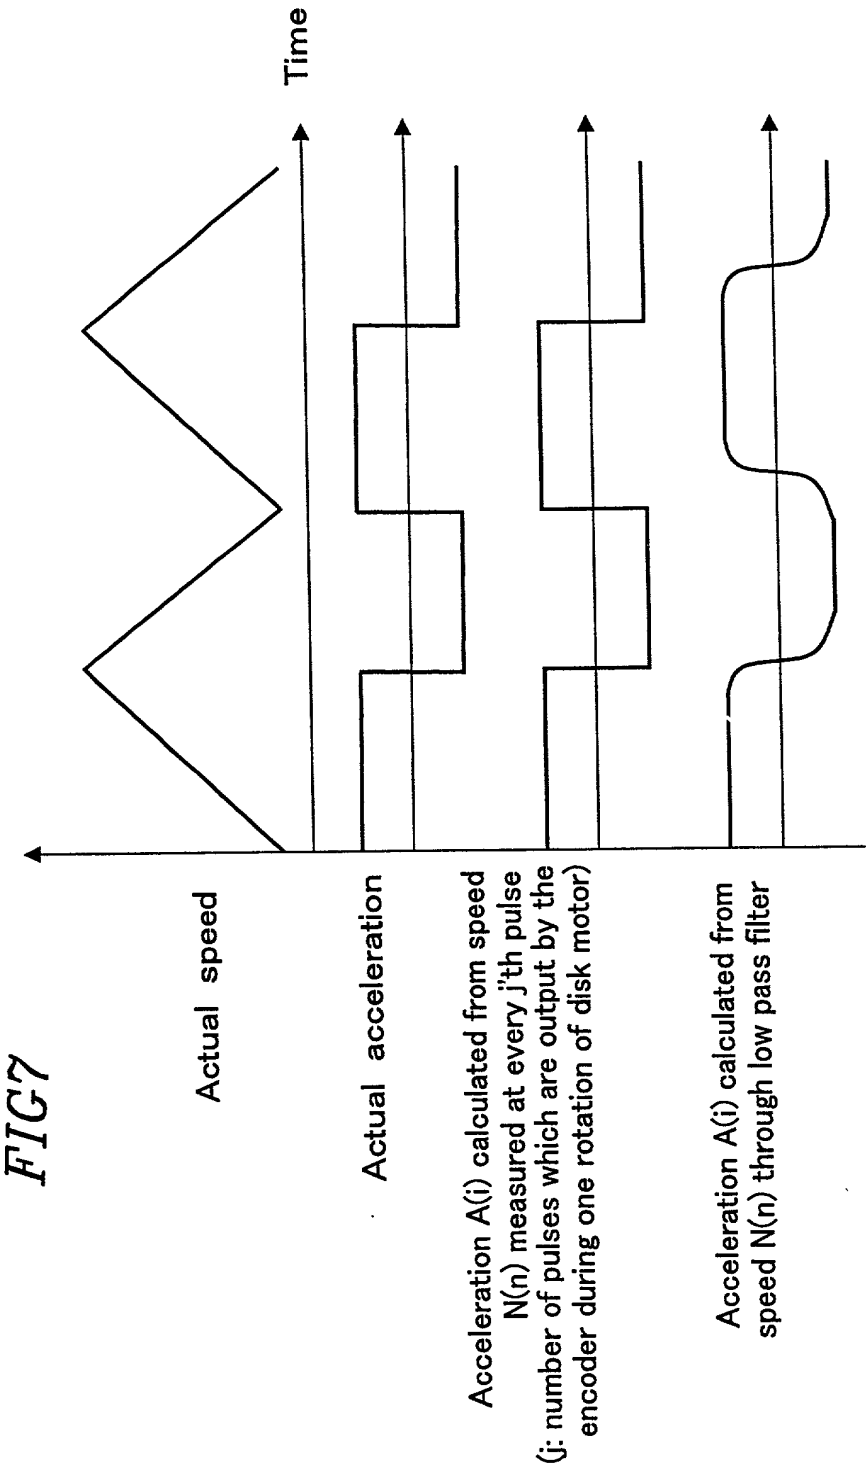 FIG7
Time
Actual speed
Actual acceleration
Acceleration A(i) calculated from speed
N(n) measured at every j'th pulse
(j: number of pulses which are output by the
encoder during one rotation of disk motor)
Acceleration A(i) calculated from
speed N(n) through low pass filter